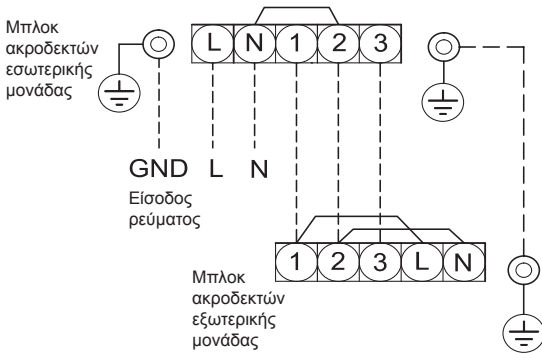 Μπλοκ
ακροδεκτών
εσωτερικής
μονάδας
L N 1 2 3
GND L N
Είσοδος
ρεύματος
1 2 3 L N
Μπλοκ
ακροδεκτών
εξωτερικής
μονάδας